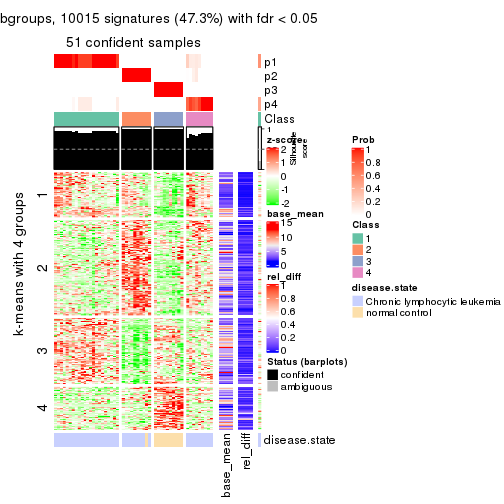 bgroups, 10015 signatures (47.3%) with fdr < 0.05
51 confident samples
p1
p2
p3
p4
Class
1
Silhouette
score
k-means with 4 groups
1
2
3
4
base_mean
rel_diff
disease.state
z-score
2
1
0
-1
-2
base_mean
15
10
5
0
rel_diff
1
0.8
0.6
0.4
0.2
0
Status (barplots)
confident
ambiguous
Prob
1
0.8
0.6
0.4
0.2
0
Class
1
2
3
4
disease.state
Chronic lymphocytic leukemia
normal control